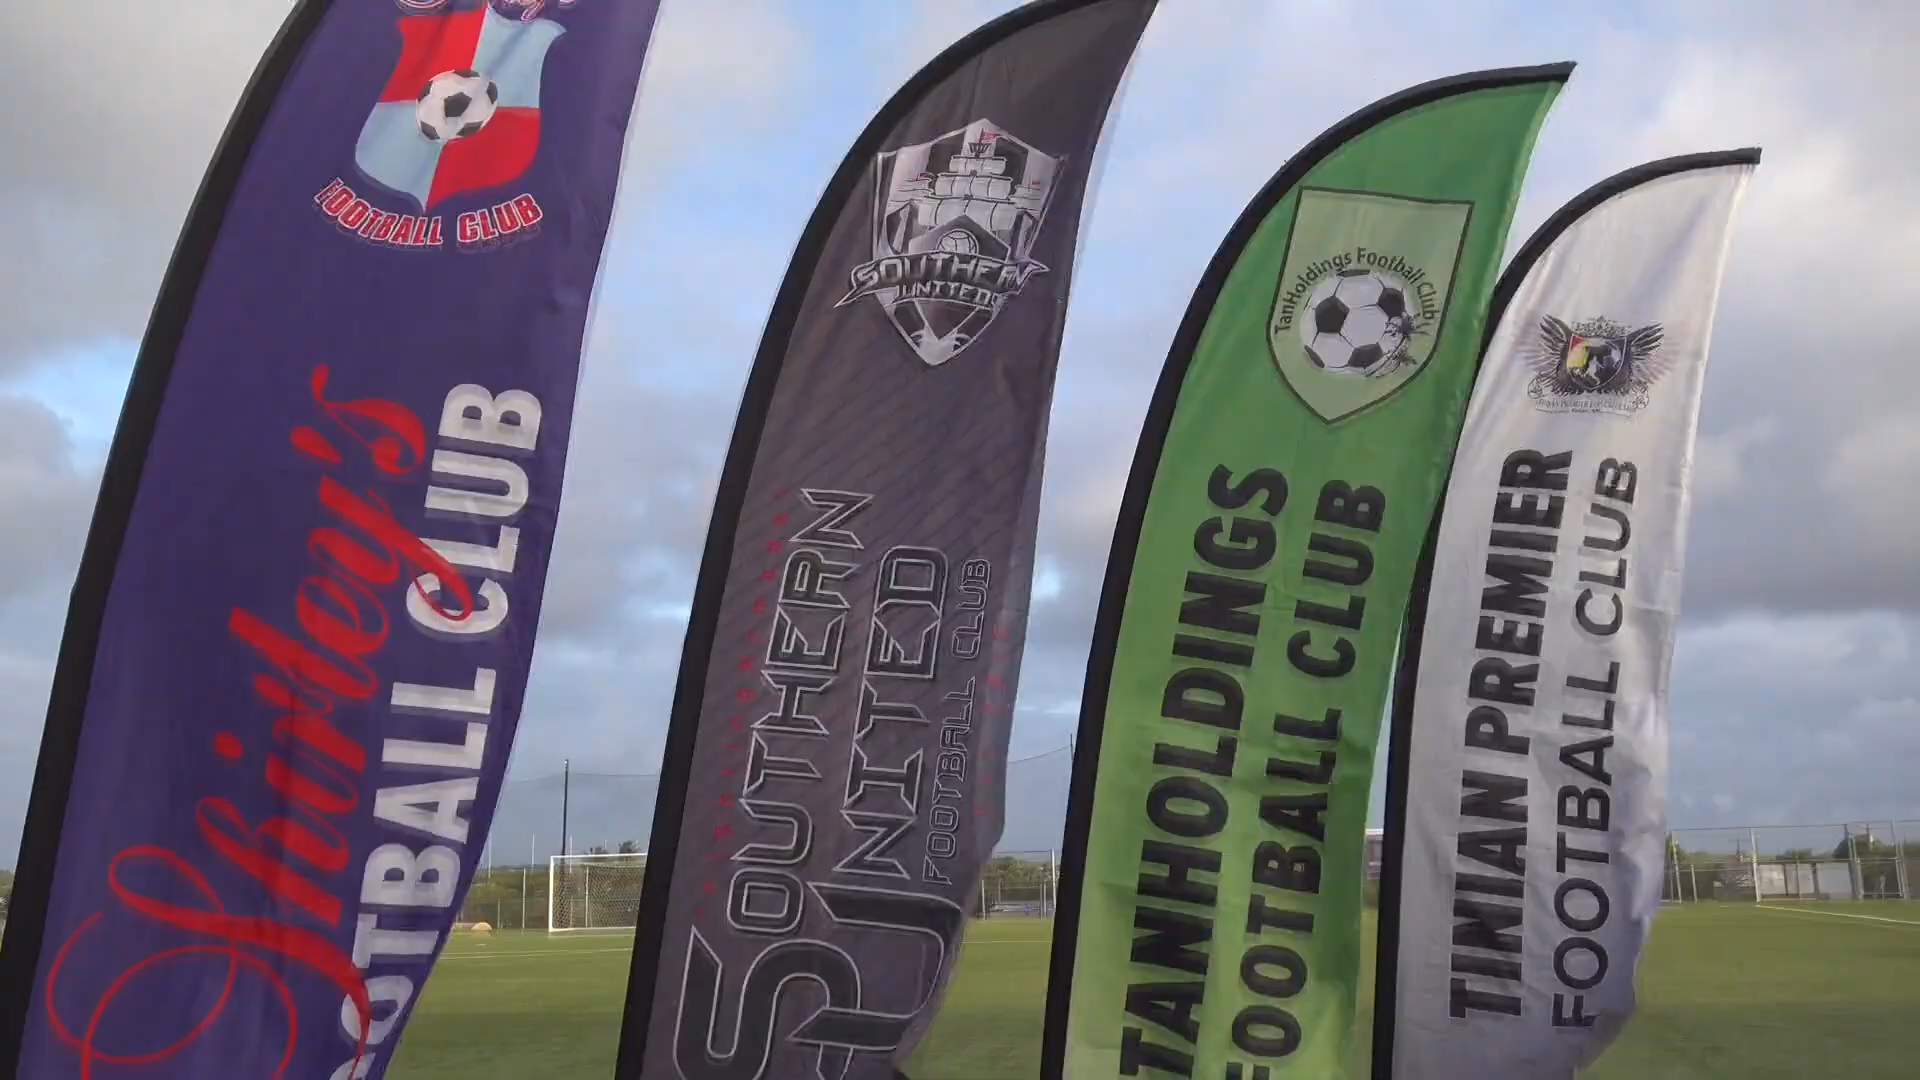 FOOTBALL CLUB
Shirley's
FOOTBALL CLUB
SOUTHERN
UNITED
SOUTHERN
UNITED
FOOTBALL CLUB
SU
TanHoldings Football Club
TANHOLDINGS
FOOTBALL CLUB
TINIAN PREMIER
FOOTBALL CLUB